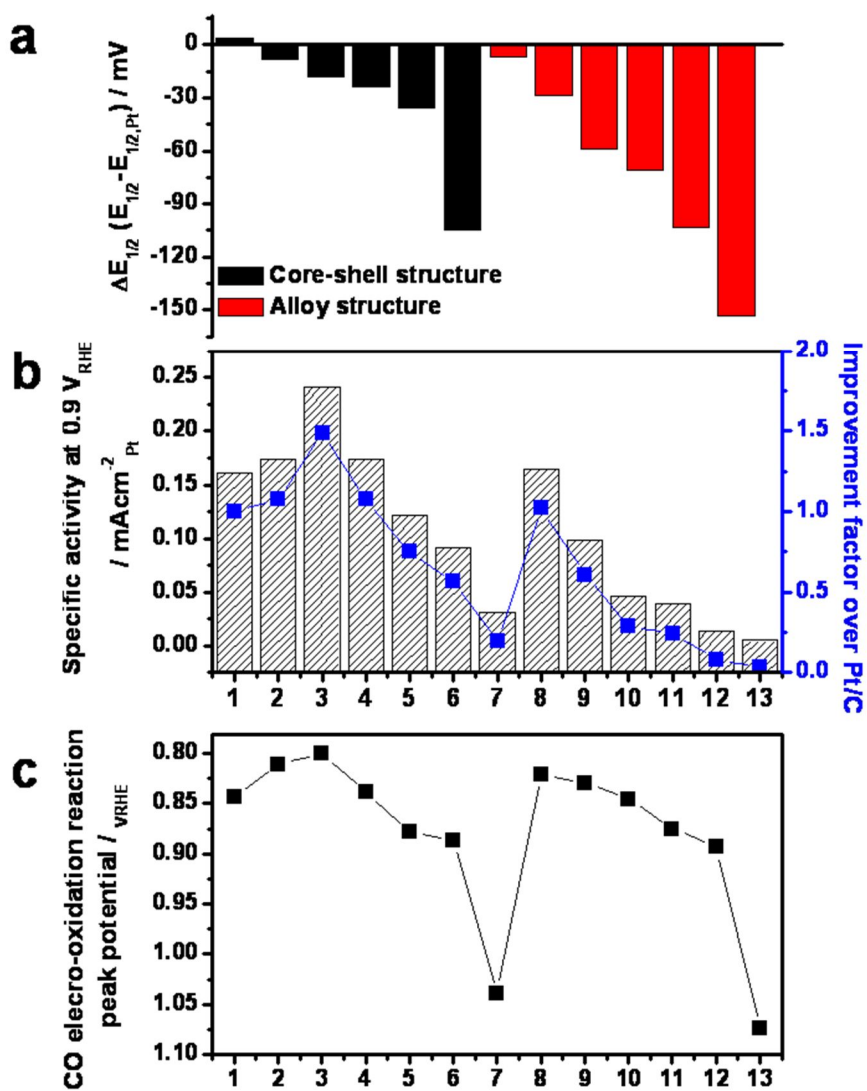 a
0
-30
-60
-90
-120
-150
ΔE1/2 (E1/2-E1/2,Pt) / mV
Core-shell structure
Alloy structure
b
0.25
0.20
0.15
0.10
0.05
0.00
Specific activity at 0.9 VRHE
/ mAcm-2Pt
2.0
1.5
1.0
0.5
0.0
Improvement factor over Pt/C
1 2 3 4 5 6 7 8 9 10 11 12 13
c
0.80
0.85
0.90
0.95
1.00
1.05
1.10
CO elecro-oxidation reaction
peak potential / VRHE
1 2 3 4 5 6 7 8 9 10 11 12 13